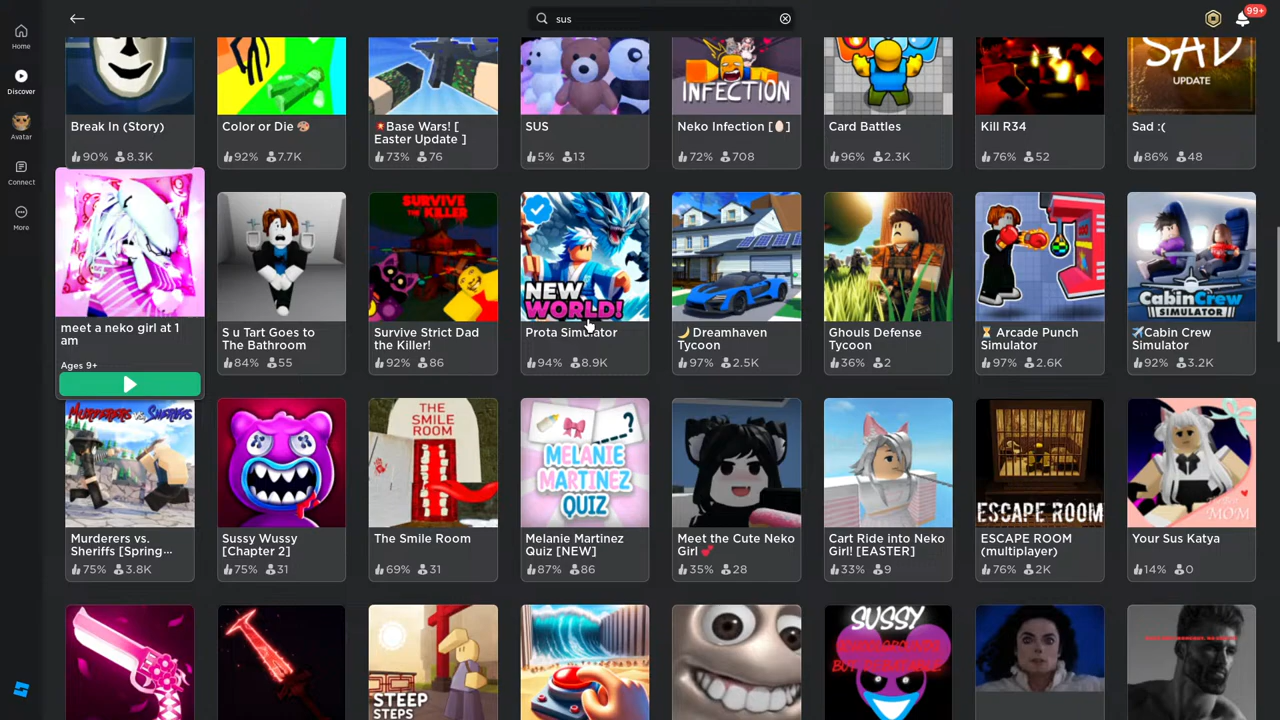 sus
99+
Home
Discover
Avatar
Connect
More
INFECTION
SAD
UPDATE
Break In (Story)
90% 8.3K
Color or Die 🎨
92% 7.7K
💥Base Wars! [
Easter Update ]
73% 76
SUS
5% 13
Neko Infection [🥚]
72% 708
Card Battles
96% 2.3K
Kill R34
76% 52
Sad :(
86% 48
SURVIVE
THE KILLER
NEW
WORLD!
CabinCrew
SIMULATOR
meet a neko girl at 1
am
Ages 9+
S u Tart Goes to
The Bathroom
84% 55
Survive Strict Dad
the Killer!
92% 86
Prota Simulator
94% 8.9K
🌙Dreamhaven
Tycoon
97% 2.5K
Ghouls Defense
Tycoon
36% 2
⏳ Arcade Punch
Simulator
97% 2.6K
✈️Cabin Crew
Simulator
92% 3.2K
MURDERERS VS. SHERIFFS
THE
SMILE
ROOM
MELANIE
MARTINEZ
QUIZ
ESCAPE ROOM
MOM
Murderers vs.
Sheriffs [Spring...
75% 3.8K
Sussy Wussy
[Chapter 2]
75% 31
The Smile Room
69% 31
Melanie Martinez
Quiz [NEW]
87% 86
Meet the Cute Neko
Girl 💕
35% 28
Cart Ride into Neko
Girl! [EASTER]
33% 9
ESCAPE ROOM
(multiplayer)
76% 2K
Your Sus Katya
14% 0
STEEP
STEPS
SUSSY